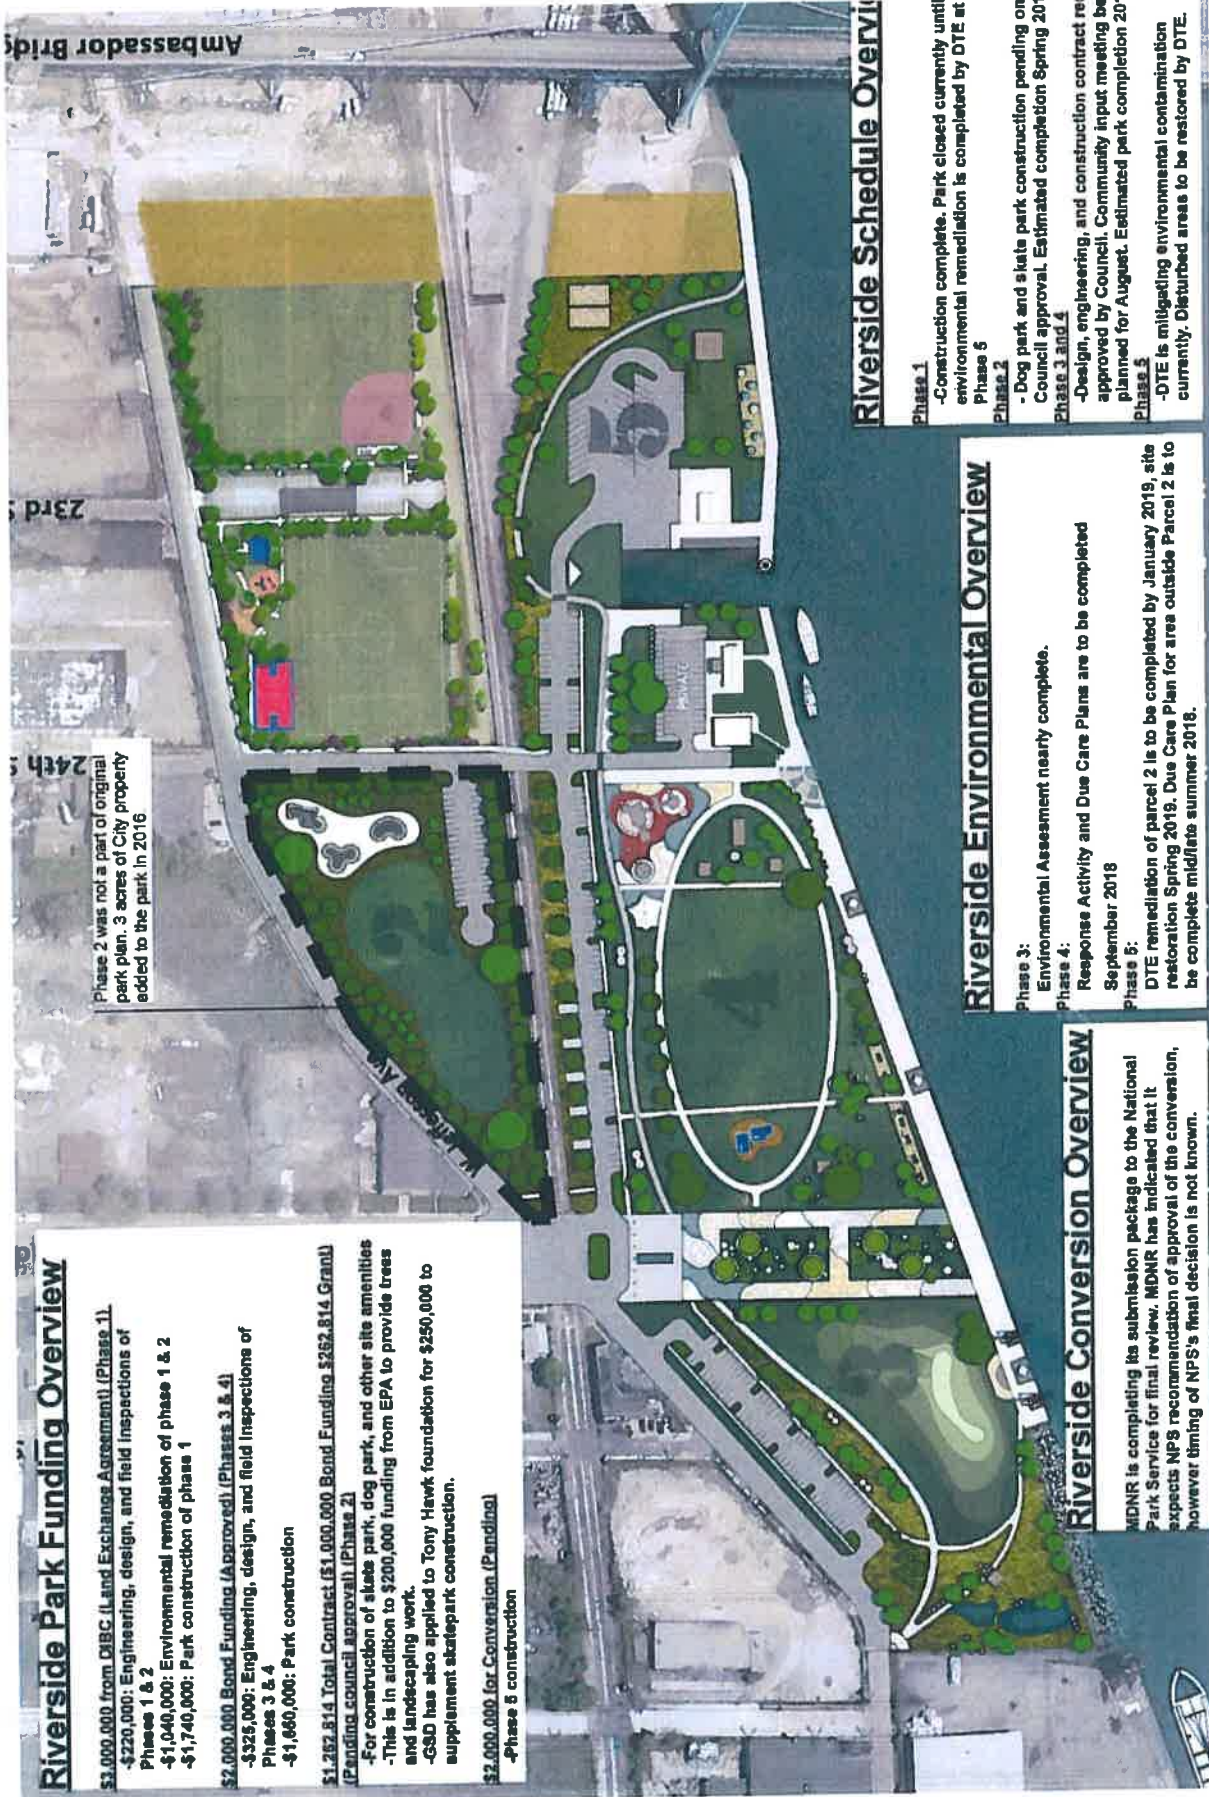 Riverside Park Funding Overview
$3,000,000 from DIBC (Land Exchange Agreement) (Phase 1)
-$220,000: Engineering, design, and field inspections of
Phases 1 & 2
-$1,040,000: Environmental remediation of phase 1 & 2
-$1,740,000: Park construction of phase 1
$2,000,000 Bond Funding (Approved) (Phases 3 & 4)
-$325,000: Engineering, design, and field Inspections of
Phases 3 & 4
-$1,660,000: Park construction
$1,262,814 Total Contract ($1,000,000 Bond Funding $262,814 Grant)
(Pending council approval) (Phase 2)
-For construction of skate park, dog park, and other site amenities
-This is in addition to $200,000 funding from EPA to provide trees
and landscaping work.
-GSD has also applied to Tony Hawk foundation for $250,000 to
supplement skatepark construction.
$2,000,000 for Conversion (Pending)
-Phase 5 construction
Phase 2 was not a part of original
park plan. 3 acres of City property
added to the park in 2016
24th S
23rd S
Ambassador Bridg
W. Jefferson Ave
2
3
4
5
PRIVATE
Riverside Conversion Overview
MDNR is completing its submission package to the National
Park Service for final review. MDNR has indicated that it
expects NPS recommendation of approval of the conversion,
however timing of NPS's final decision is not known.
Riverside Environmental Overview
Phase 3:
Environmental Assesment nearly complete.
Phase 4:
Response Activity and Due Care Plans are to be completed
September 2018
Phase 5:
DTE remediation of parcel 2 is to be completed by January 2019, site
restoration Spring 2019. Due Care Plan for area outside Parcel 2 is to
be complete mid/late summer 2018.
Riverside Schedule Overvi
Phase 1
-Construction complete. Park closed currently until
environmental remediation is completed by DTE at
Phase 5
Phase 2
- Dog park and skate park construction pending on
Council approval. Estimated completion Spring 201
Phase 3 and 4
-Design, engineering, and construction contract re
approved by Council. Community input meeting be
planned for August. Estimated park completion 20
Phase 5
-DTE is mitigating environmental contamination
currently. Disturbed areas to be restored by DTE.